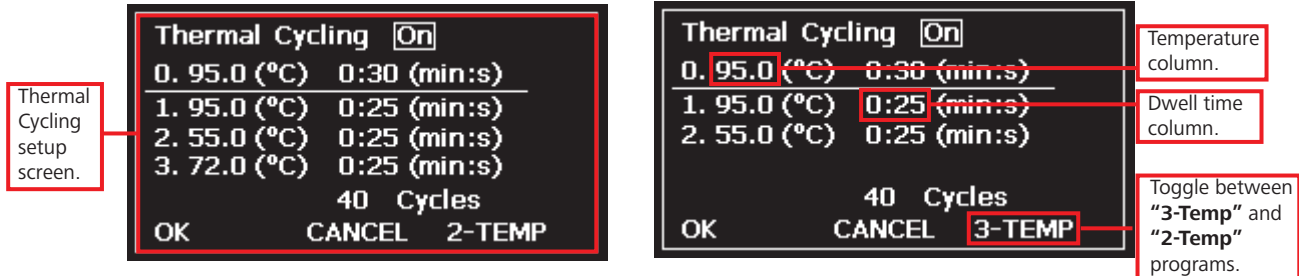 Thermal
Cycling
setup
screen.
Thermal Cycling On
0. 95.0 (ºC) 0:30 (min:s)
1. 95.0 (ºC) 0:25 (min:s)
2. 55.0 (ºC) 0:25 (min:s)
3. 72.0 (ºC) 0:25 (min:s)
40 Cycles
OK CANCEL 2-TEMP
Thermal Cycling On
0. 95.0 (ºC) 0:30 (min:s)
1. 95.0 (ºC) 0:25 (min:s)
2. 55.0 (ºC) 0:25 (min:s)
40 Cycles
OK CANCEL 3-TEMP
Temperature
column.
Dwell time
column.
Toggle between
“3-Temp” and
“2-Temp”
programs.